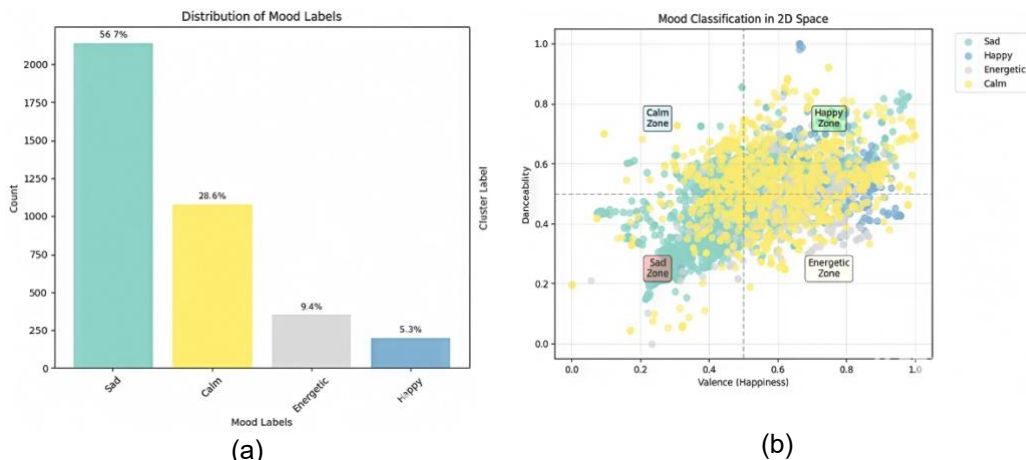 Distribution of Mood Labels
56 7%
28.6%
9.4%
5.3%
2000
1750
1500
1250
1000
750
500
250
0
Count
Sad
Calm
Energetic
Happy
Mood Labels
(a)
Cluster Label
Mood Classification in 2D Space
1.0
0.8
0.6
0.4
0.2
0.0
Danceability
Calm
Zone
Happy
Zone
Sad
Zone
Energetic
Zone
0.0
0.2
0.4
0.6
0.8
1.0
Valence (Happiness)
Sad
Happy
Energetic
Calm
(b)